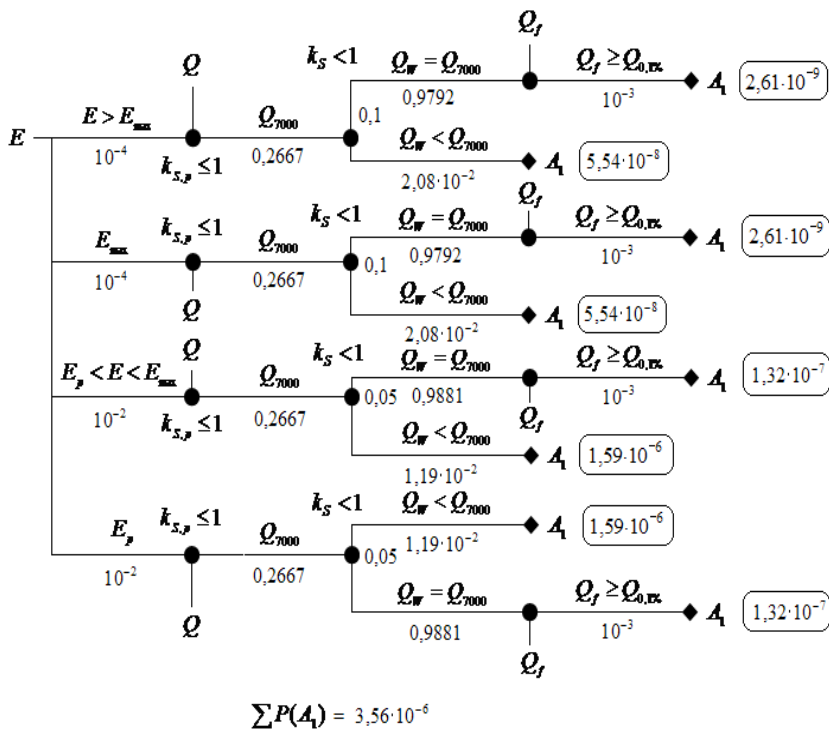 E
E > E_max
10⁻⁴
Q
k_S,p ≤ 1
Q_7000
0,2667
k_S < 1
0,1
Q_W = Q_7000
0,9792
Q_f
Q_f ≥ Q_0,1%
10⁻³
A_1
2,61·10⁻⁹
Q_W < Q_7000
2,08·10⁻²
A_1
5,54·10⁻⁸
E_max
10⁻⁴
k_S,p ≤ 1
Q
Q_7000
0,2667
k_S < 1
0,1
Q_W = Q_7000
0,9792
Q_f
Q_f ≥ Q_0,1%
10⁻³
A_1
2,61·10⁻⁹
Q_W < Q_7000
2,08·10⁻²
A_1
5,54·10⁻⁸
E_p < E < E_max
10⁻²
Q
k_S,p ≤ 1
Q_7000
0,2667
k_S < 1
0,05
Q_W = Q_7000
0,9881
Q_f
Q_f ≥ Q_0,1%
10⁻³
A_1
1,32·10⁻⁷
Q_W < Q_7000
1,19·10⁻²
A_1
1,59·10⁻⁶
E_p
10⁻²
k_S,p ≤ 1
Q
Q_7000
0,2667
k_S < 1
0,05
Q_W < Q_7000
1,19·10⁻²
A_1
1,59·10⁻⁶
Q_W = Q_7000
0,9881
Q_f
Q_f ≥ Q_0,1%
10⁻³
A_1
1,32·10⁻⁷
∑P(A_1) = 3,56·10⁻⁶